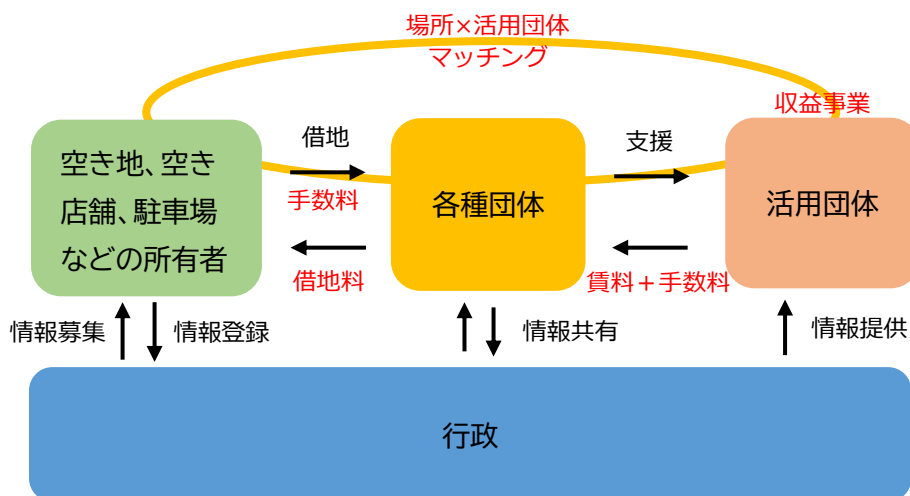 場所×活用団体
マッチング
収益事業
空き地、空き
店舗、駐車場
などの所有者
借地
手数料
借地料
各種団体
支援
賃料＋手数料
活用団体
情報募集
情報登録
情報共有
情報提供
行政